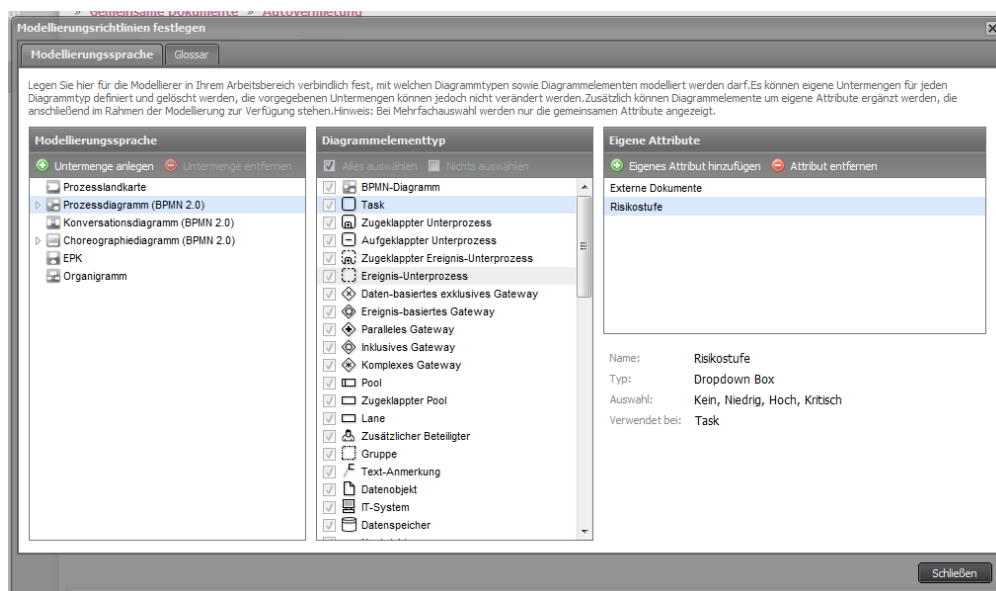 » Gemeinsame Dokumente » Autovermietung
Modellierungsrichtlinien festlegen
Modellierungssprache Glossar
Legen Sie hier für die Modellierer in Ihrem Arbeitsbereich verbindlich fest, mit welchen Diagrammtypen sowie Diagrammelementen modelliert werden darf.Es können eigene Untermengen für jeden
Diagrammtyp definiert und gelöscht werden, die vorgegebenen Untermengen können jedoch nicht verändert werden.Zusätzlich können Diagrammelemente um eigene Attribute ergänzt werden, die
anschließend im Rahmen der Modellierung zur Verfügung stehen.Hinweis: Bei Mehrfachauswahl werden nur die gemeinsamen Attribute angezeigt.
Modellierungssprache
Untermenge anlegen Untermenge entfernen
Prozesslandkarte
Prozessdiagramm (BPMN 2.0)
Konversationsdiagramm (BPMN 2.0)
Choreographiediagramm (BPMN 2.0)
EPK
Organigramm
Diagrammelementtyp
Alles auswählen Nichts auswählen
BPMN-Diagramm
Task
Zugeklappter Unterprozess
Aufgeklappter Unterprozess
Zugeklappter Ereignis-Unterprozess
Ereignis-Unterprozess
Daten-basiertes exklusives Gateway
Ereignis-basiertes Gateway
Paralleles Gateway
Inklusives Gateway
Komplexes Gateway
Pool
Zugeklappter Pool
Lane
Zusätzlicher Beteiligter
Gruppe
Text-Anmerkung
Datenobjekt
IT-System
Datenspeicher
Eigene Attribute
Eigenes Attribut hinzufügen Attribut entfernen
Externe Dokumente
Risikostufe
Name: Risikostufe
Typ: Dropdown Box
Auswahl: Kein, Niedrig, Hoch, Kritisch
Verwendet bei: Task
Schließen